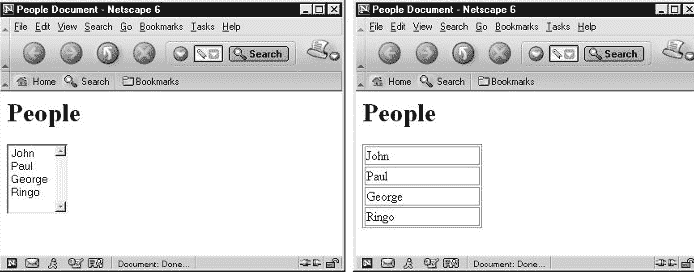 People Document - Netscape 6
File Edit View Search Go Bookmarks Tasks Help
Search
Home Search Bookmarks
People
John
Paul
George
Ringo
Document: Done...
People Document - Netscape 6
File Edit View Search Go Bookmarks Tasks Help
Search
Home Search Bookmarks
People
John
Paul
George
Ringo
Document: Done...